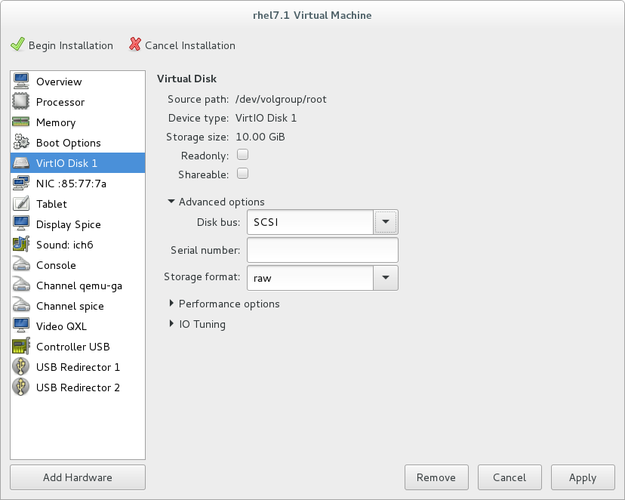 rhel7.1 Virtual Machine
Begin Installation Cancel Installation
Overview
Processor
Memory
Boot Options
VirtIO Disk 1
NIC :85:77:7a
Tablet
Display Spice
Sound: ich6
Console
Channel qemu-ga
Channel spice
Video QXL
Controller USB
USB Redirector 1
USB Redirector 2
Add Hardware
Virtual Disk
Source path: /dev/volgroup/root
Device type: VirtIO Disk 1
Storage size: 10.00 GiB
Readonly:
Shareable:
Advanced options
Disk bus: SCSI
Serial number:
Storage format: raw
Performance options
IO Tuning
Remove Cancel Apply